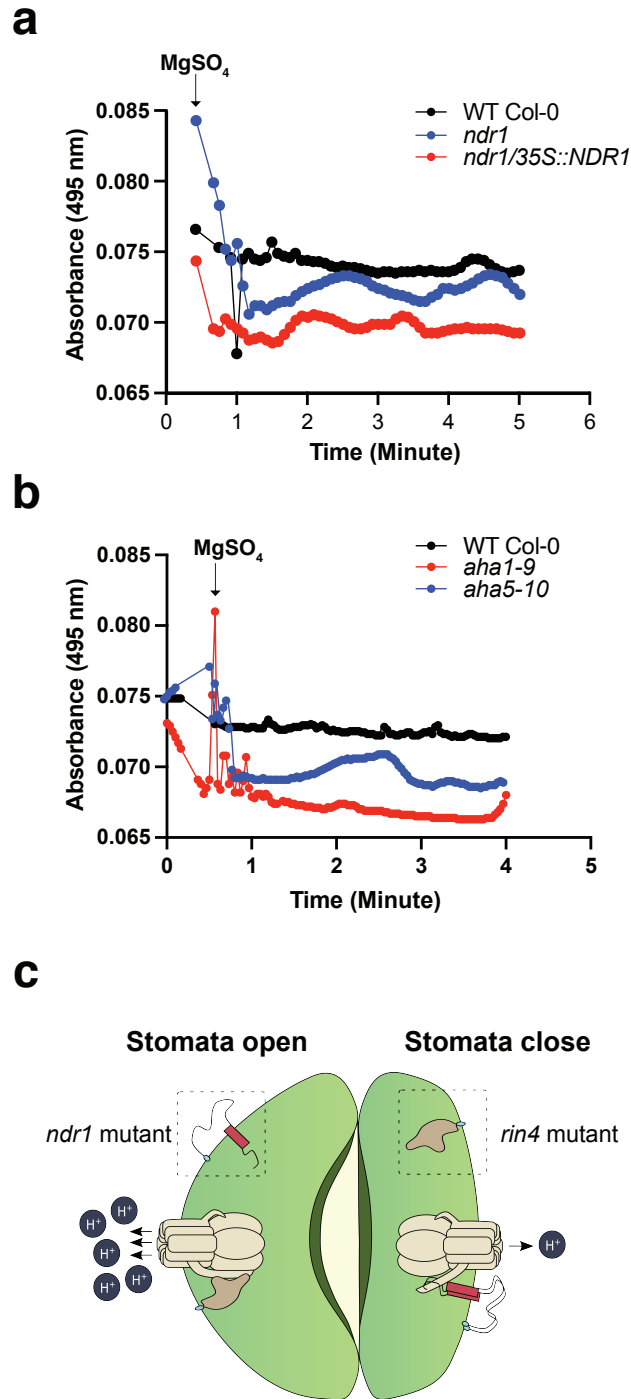 a
MgSO₄
WT Col-0
ndr1
ndr1/35S::NDR1
Absorbance (495 nm)
0.085
0.080
0.075
0.070
0.065
0 1 2 3 4 5 6
Time (Minute)
b
MgSO₄
WT Col-0
aha1-9
aha5-10
Absorbance (495 nm)
0.085
0.080
0.075
0.070
0.065
0 1 2 3 4 5
Time (Minute)
c
Stomata open Stomata close
ndr1 mutant
rin4 mutant
H⁺
H⁺
H⁺
H⁺
H⁺
H⁺